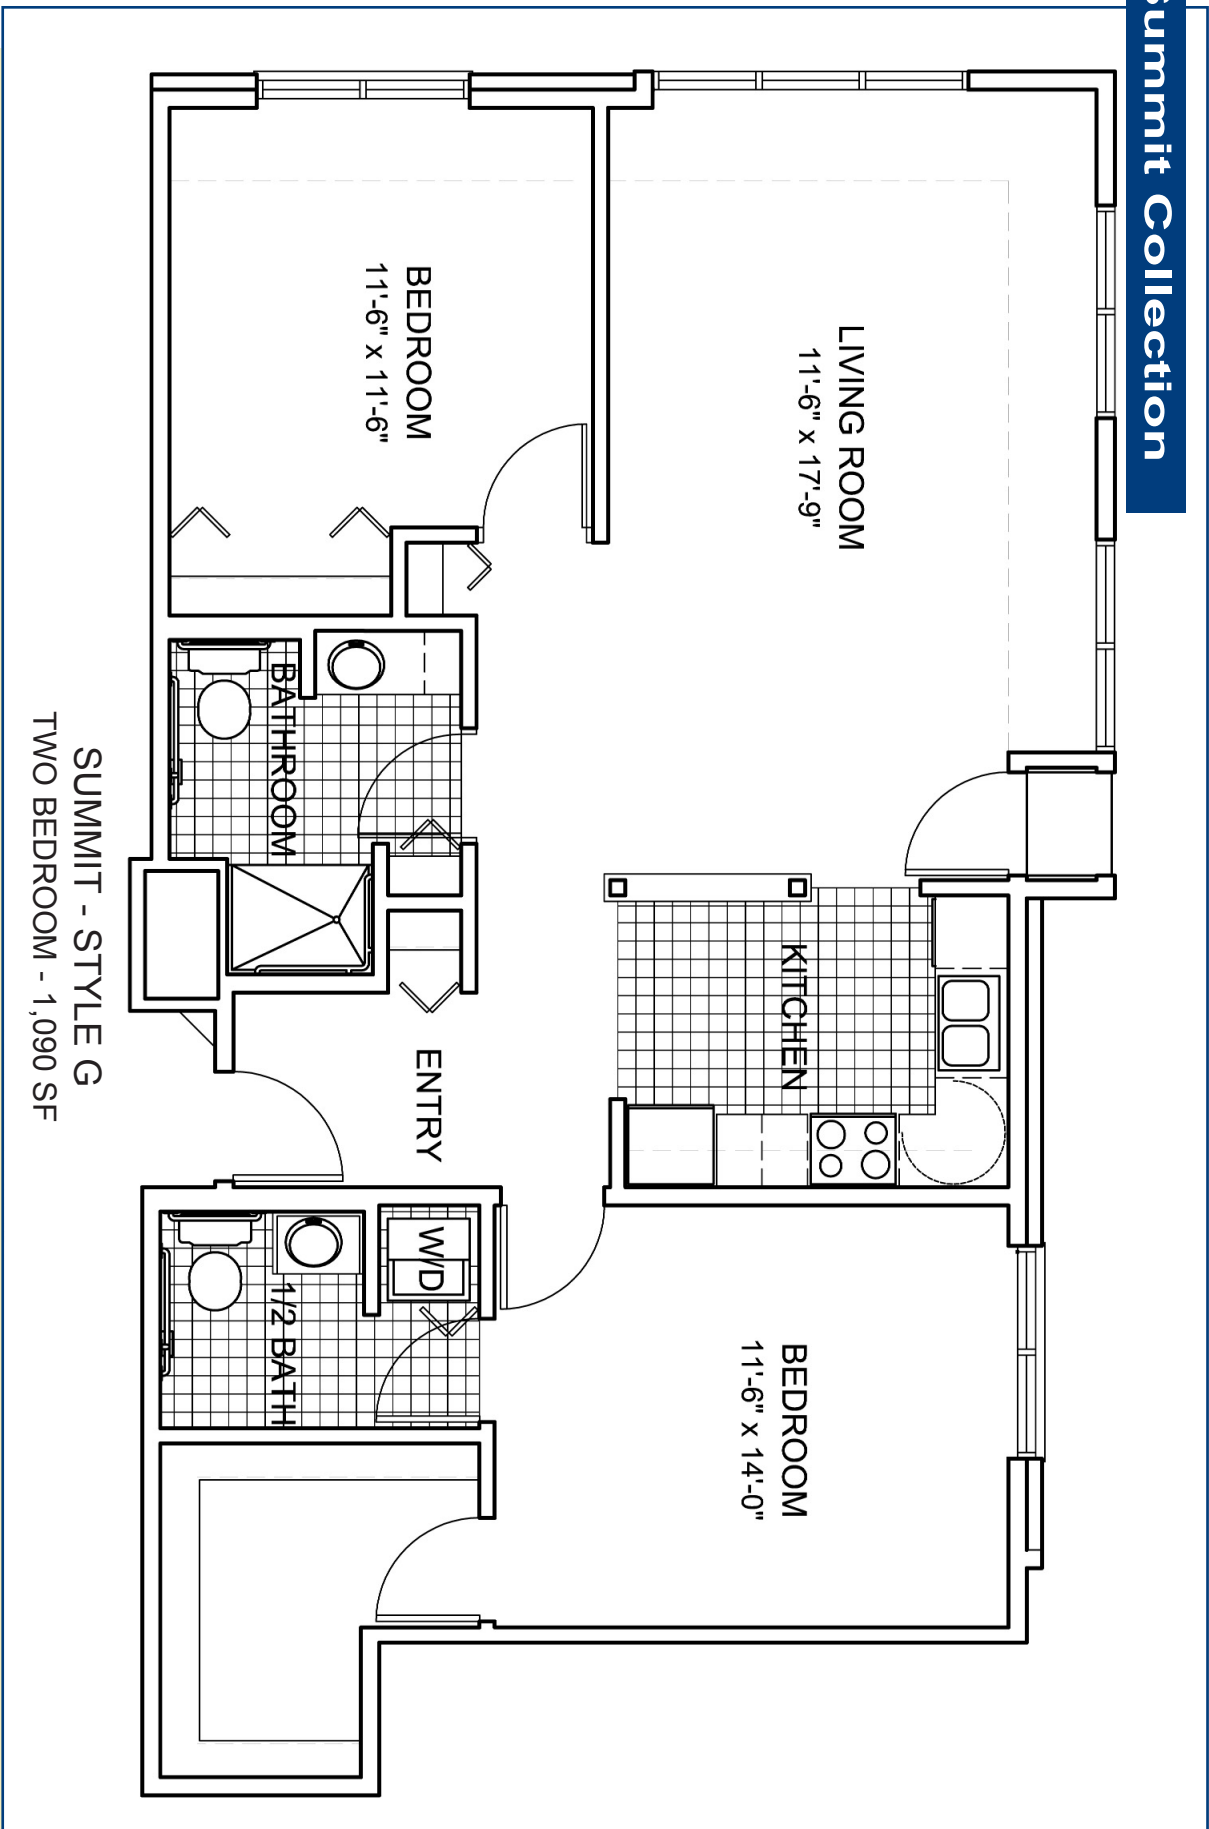 Summit Collection
LIVING ROOM
11'-6" x 17'-9"
BEDROOM
11'-6" x 11'-6"
KITCHEN
BATHROOM
ENTRY
W/D
1/2 BATH
BEDROOM
11'-6" x 14'-0"
SUMMIT - STYLE G
TWO BEDROOM - 1,090 SF